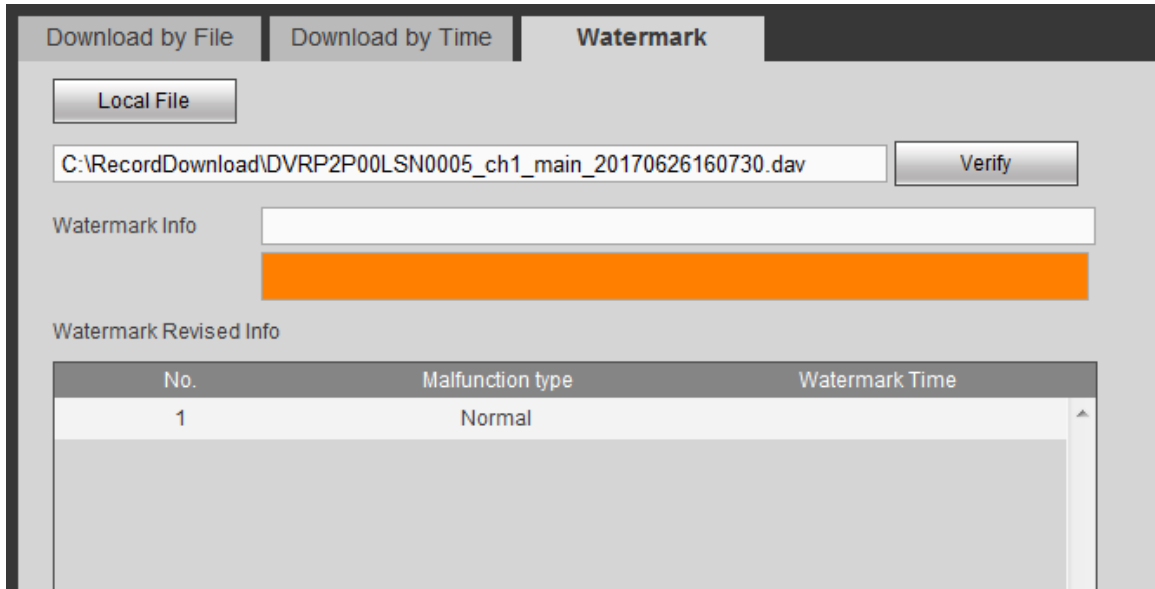 Download by File Download by Time Watermark
Local File
C:\RecordDownload\DVRP2P00LSN0005_ch1_main_20170626160730.dav Verify
Watermark Info
Watermark Revised Info
No. Malfunction type Watermark Time
1 Normal